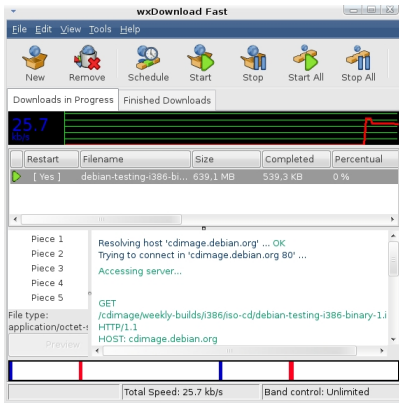 wxDownload Fast
File Edit View Tools Help
New Remove Schedule Start Stop Start All Stop All
Downloads in Progress Finished Downloads
25.7
kb/s
Restart Filename Size Completed Percentual
[ Yes ] debian-testing-i386-bi... 639,1 MB 539,3 KB 0 %
Piece 1
Piece 2
Piece 3
Piece 4
Piece 5
File type:
application/octet-s
Preview
Resolving host 'cdimage.debian.org' ... OK
Trying to connect in 'cdimage.debian.org 80' ...
Accessing server...
GET
/cdimage/weekly-builds/i386/iso-cd/debian-testing-i386-binary-1.i
HTTP/1.1
HOST: cdimage.debian.org
Total Speed: 25.7 kb/s Band control: Unlimited